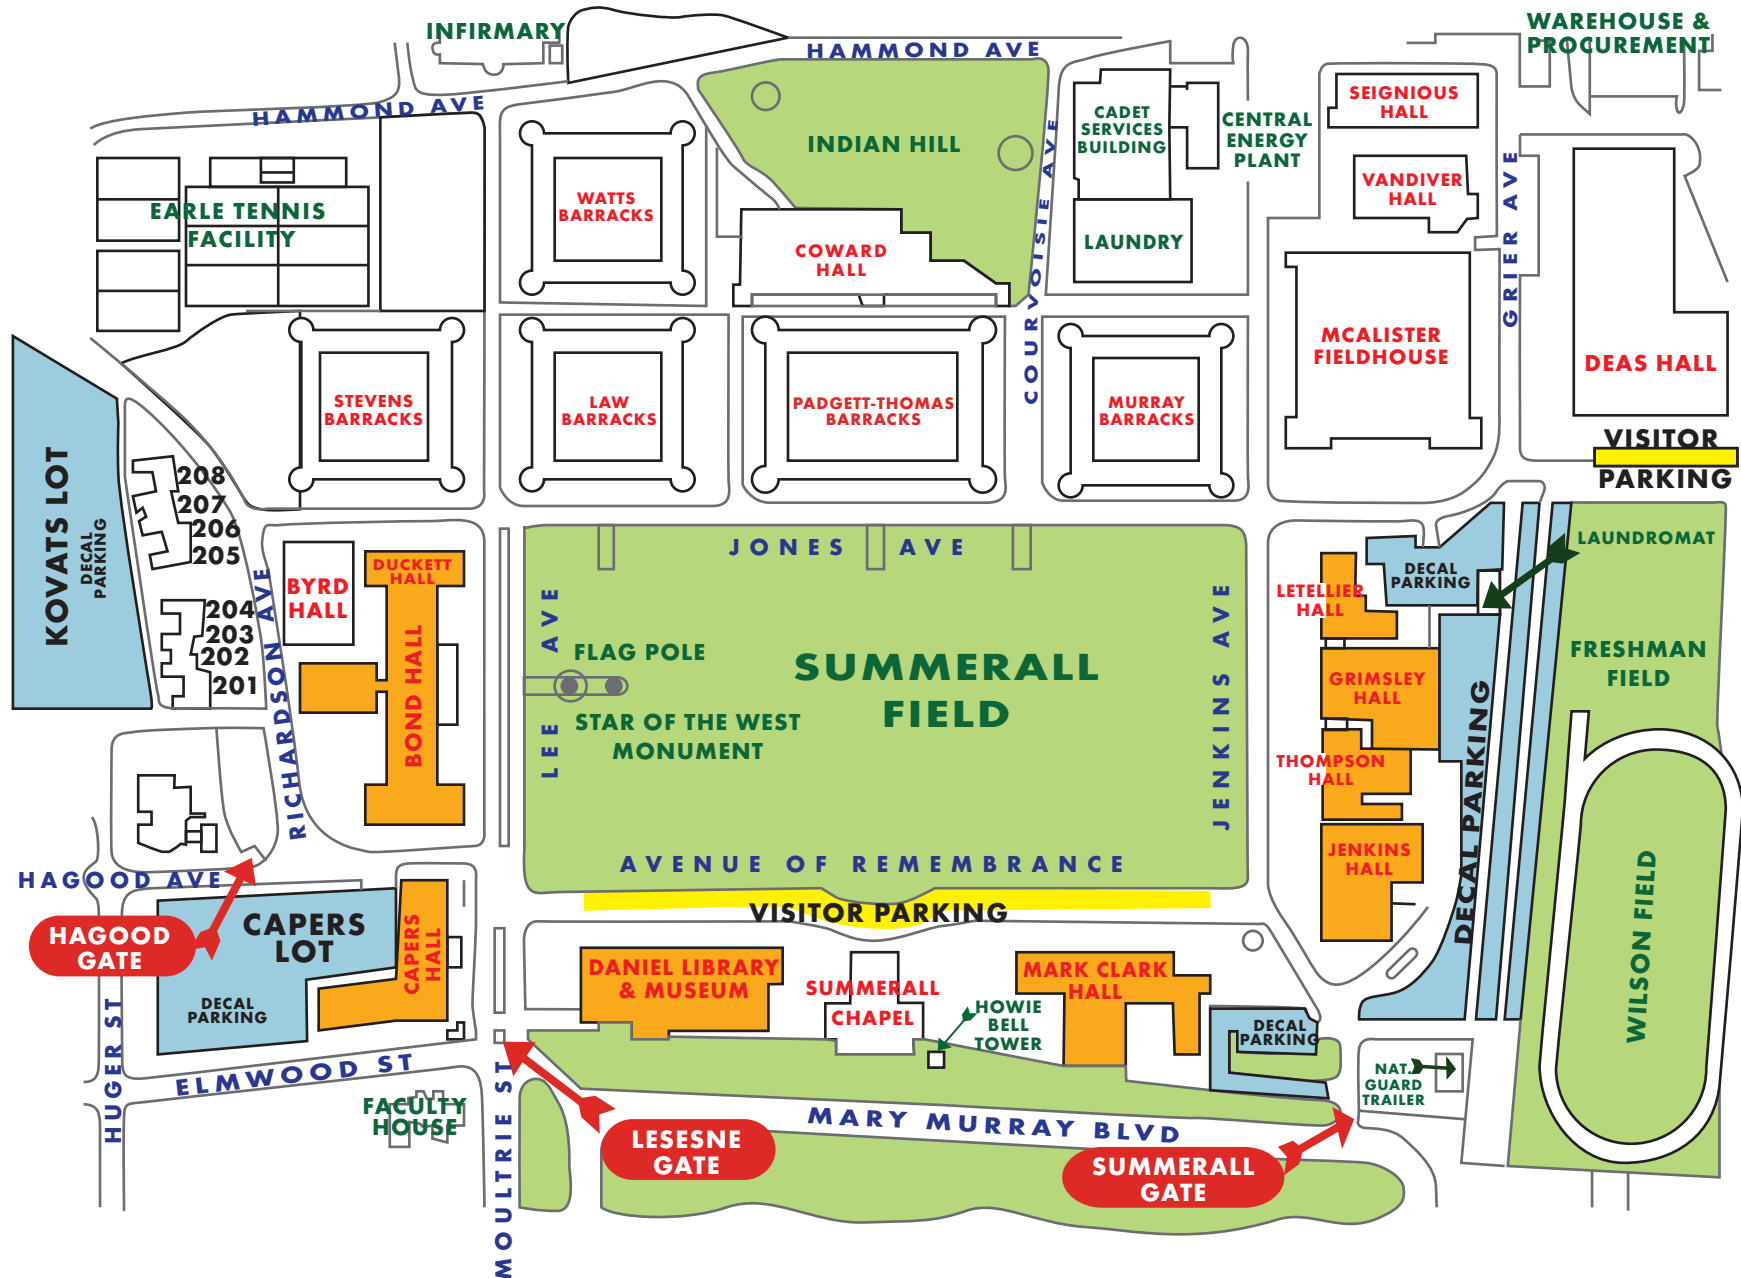 INFIRMARY
HAMMOND AVE
WAREHOUSE &
PROCUREMENT
HAMMOND AVE
INDIAN HILL
CADET
SERVICES
BUILDING
CENTRAL
ENERGY
PLANT
SEIGNIOUS
HALL
VANDIVER
HALL
GRIER AVE
EARLE TENNIS
FACILITY
WATTS
BARRACKS
COWARD
HALL
COURVOISIE AVE
LAUNDRY
MCALISTER
FIELDHOUSE
DEAS HALL
STEVENS
BARRACKS
LAW
BARRACKS
PADGETT-THOMAS
BARRACKS
MURRAY
BARRACKS
VISITOR
PARKING
KOVATS LOT
DECAL
PARKING
208
207
206
205
204
203
202
201
RICHARDSON AVE
BYRD
HALL
DUCKETT
HALL
BOND HALL
JONES AVE
LEE AVE
FLAG POLE
STAR OF THE WEST
MONUMENT
SUMMERALL
FIELD
JENKINS AVE
AVENUE OF REMEMBRANCE
VISITOR PARKING
LETELLIER
HALL
DECAL
PARKING
LAUNDROMAT
FRESHMAN
FIELD
GRIMSLEY
HALL
THOMPSON
HALL
JENKINS
HALL
DECAL PARKING
WILSON FIELD
HAGOOD AVE
HAGOOD
GATE
CAPERS
LOT
DECAL
PARKING
CAPERS
HALL
HUGER ST
ELMWOOD ST
FACULTY
HOUSE
MOULTRIE ST
DANIEL LIBRARY
& MUSEUM
SUMMERALL
CHAPEL
HOWIE
BELL
TOWER
MARK CLARK
HALL
DECAL
PARKING
NAT.
GUARD
TRAILER
MARY MURRAY BLVD
LESESNE
GATE
SUMMERALL
GATE